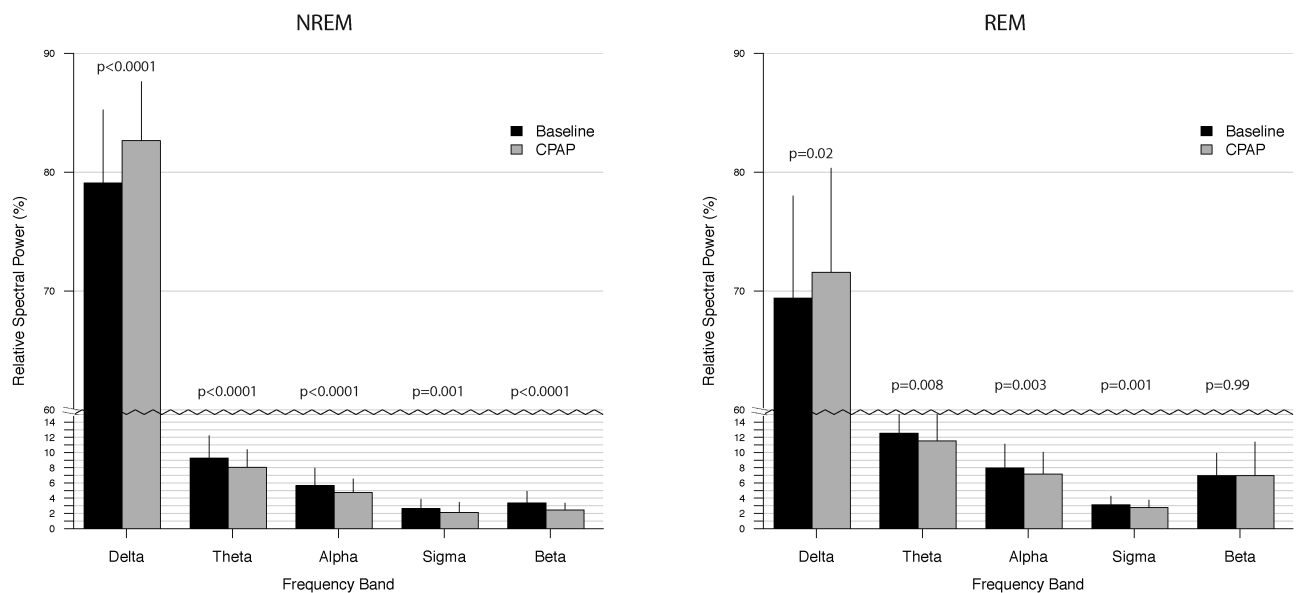 NREM
90
80
70
60
14
12
10
8
6
4
2
0
Relative Spectral Power (%)
p<0.0001
p<0.0001
p<0.0001
p=0.001
p<0.0001
Baseline
CPAP
Delta
Theta
Alpha
Sigma
Beta
Frequency Band
REM
90
80
70
60
14
12
10
8
6
4
2
0
Relative Spectral Power (%)
p=0.02
p=0.008
p=0.003
p=0.001
p=0.99
Baseline
CPAP
Delta
Theta
Alpha
Sigma
Beta
Frequency Band